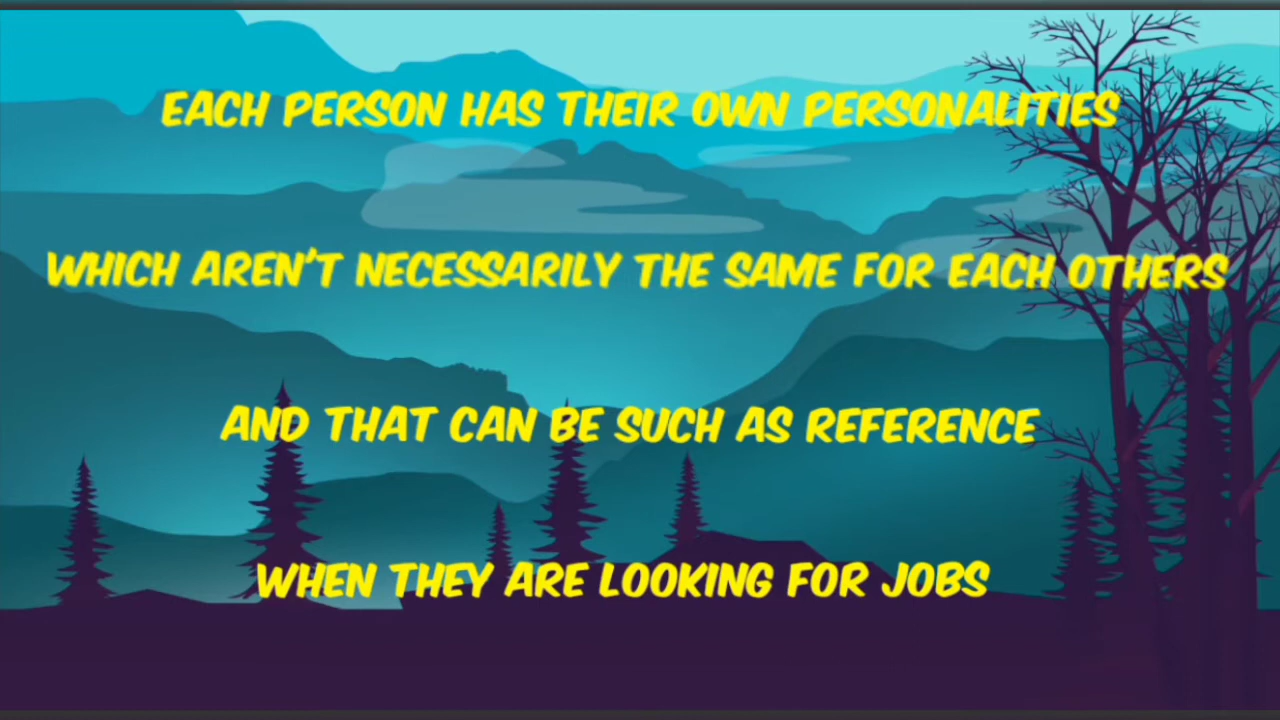 EACH PERSON HAS THEIR OWN PERSONALITIES
WHICH AREN'T NECESSARILY THE SAME FOR EACH OTHERS
AND THAT CAN BE SUCH AS REFERENCE
WHEN THEY ARE LOOKING FOR JOBS